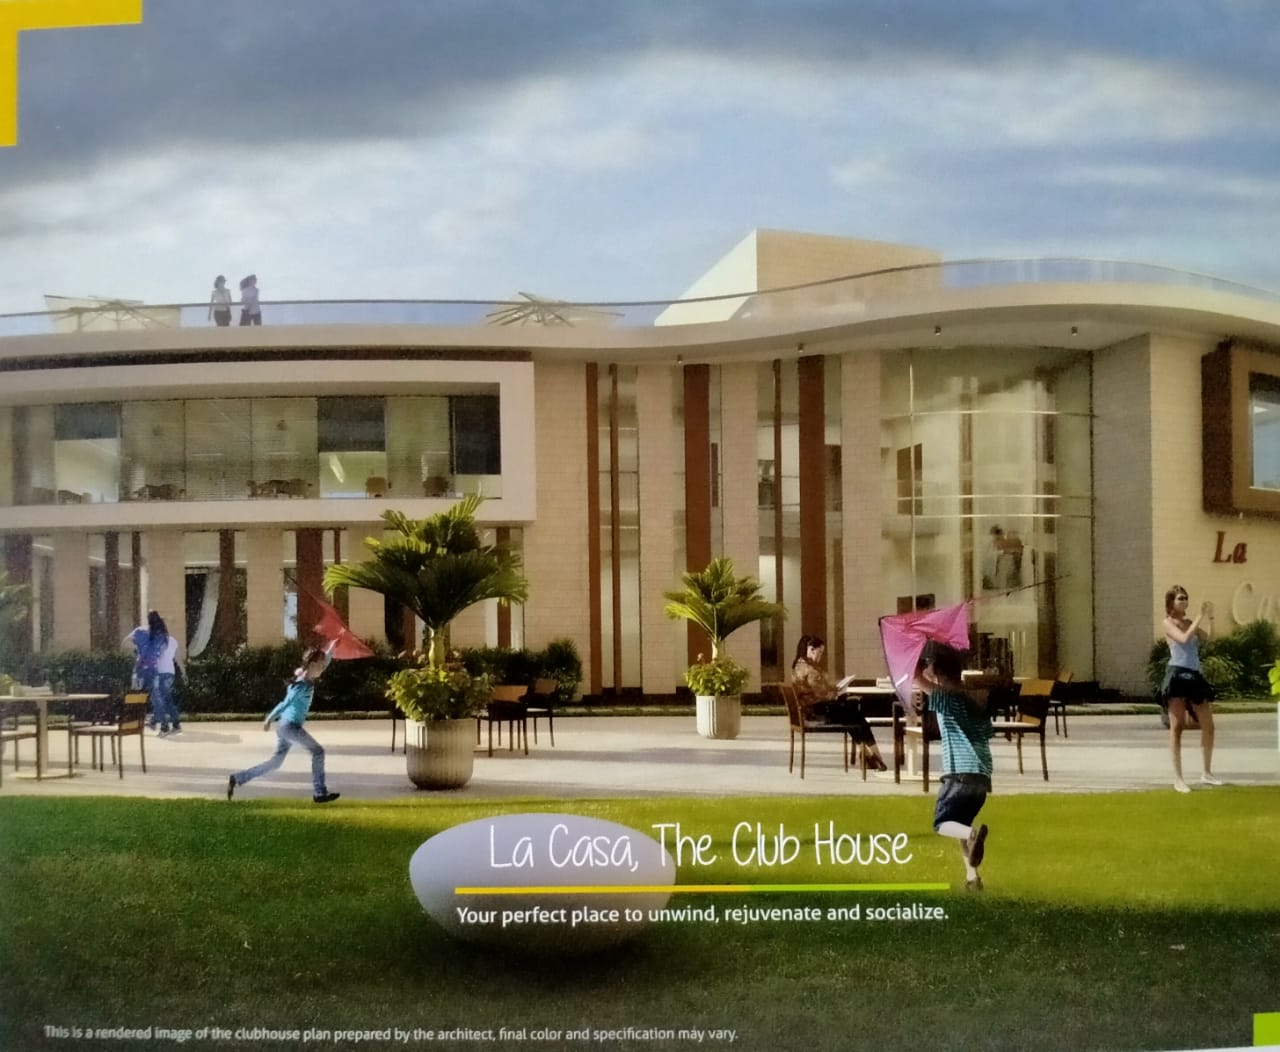 La
Ca
La Casa, The Club House
Your perfect place to unwind, rejuvenate and socialize.
This is a rendered image of the clubhouse plan prepared by the architect, final color and specification may vary.